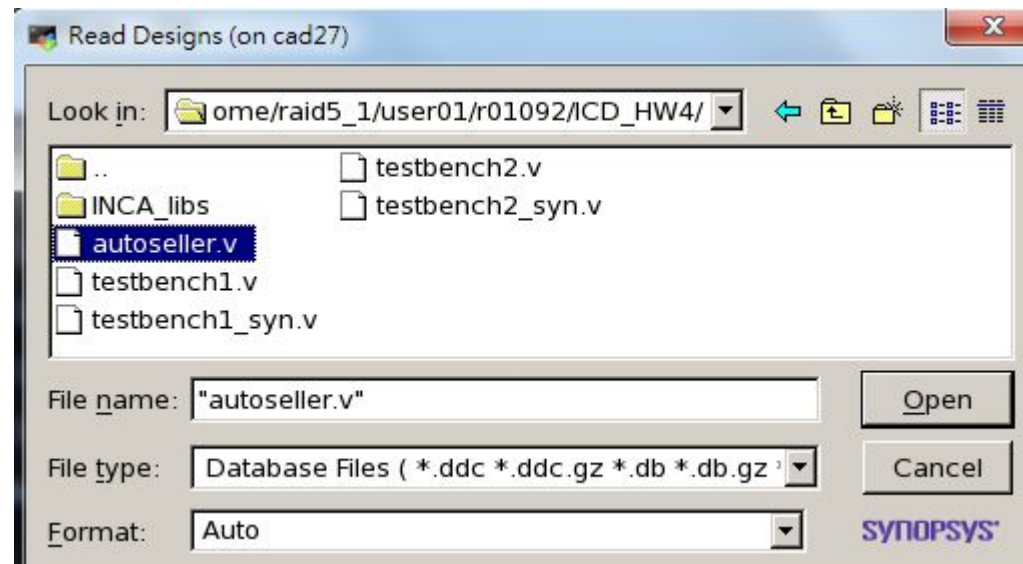 Read Designs (on cad27)
Look in: ome/raid5_1/user01/r01092/ICD_HW4/
..
INCA_libs
autoseller.v
testbench1.v
testbench1_syn.v
testbench2.v
testbench2_syn.v
File name: "autoseller.v"
Open
File type: Database Files ( *.ddc *.ddc.gz *.db *.db.gz
Cancel
Format: Auto
SYNOPSYS